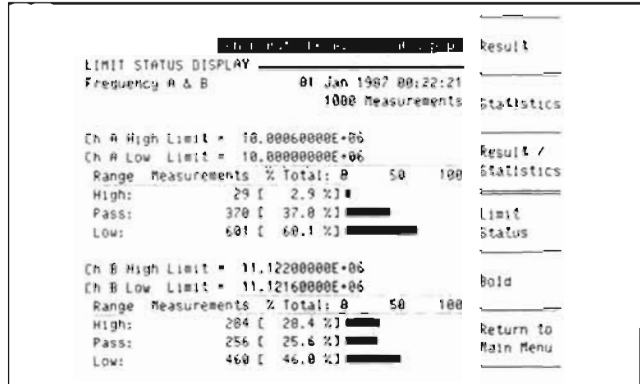 LIMIT STATUS DISPLAY
Frequency A & B 01 Jan 1987 00:22:21
1000 Measurements
Ch A High Limit = 10.00060000E+06
Ch A Low Limit = 10.00000000E+06
Range Measurements % Total: 0 50 100
High: 29 [ 2.9 %]
Pass: 370 [ 37.0 %]
Low: 601 [ 60.1 %]
Ch B High Limit = 11.12200000E+06
Ch B Low Limit = 11.12160000E+06
Range Measurements % Total: 0 50 100
High: 284 [ 28.4 %]
Pass: 256 [ 25.6 %]
Low: 460 [ 46.0 %]
Result
Statistics
Result /
Statistics
Limit
Status
Bold
Return to
Main Menu